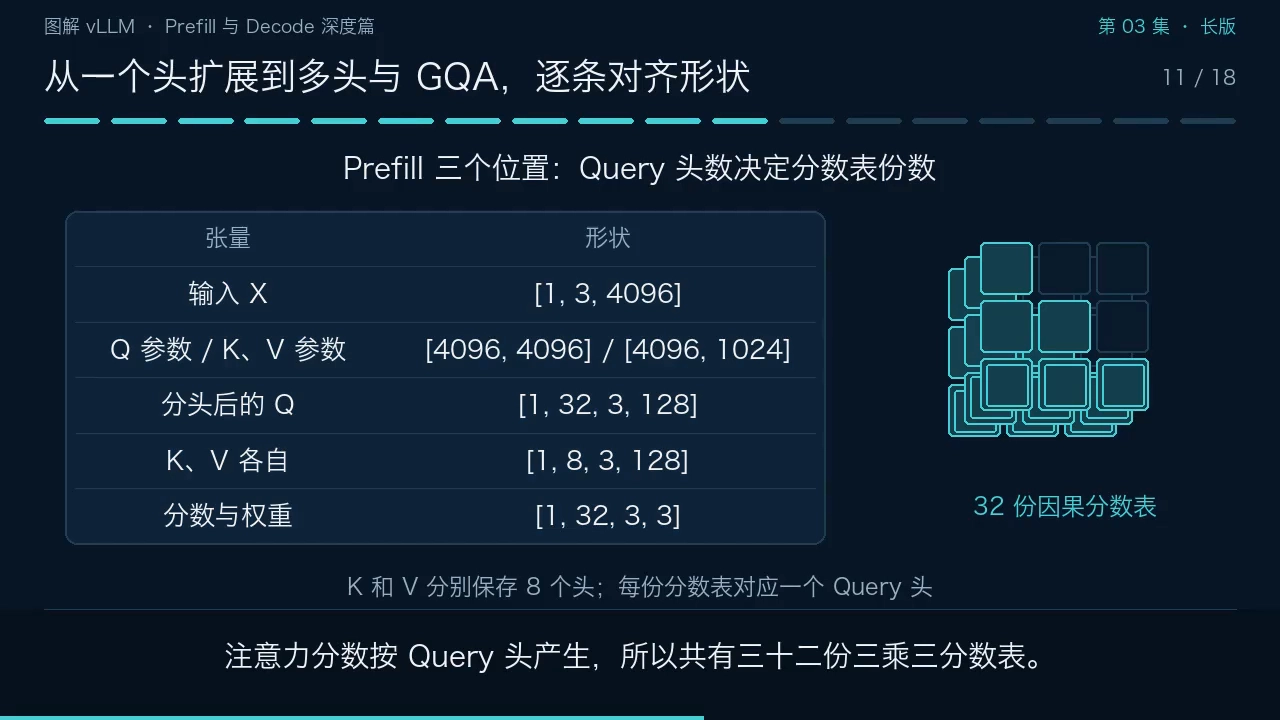 图解 vLLM · Prefill 与 Decode 深度篇
第 03 集 · 长版
从一个头扩展到多头与 GQA，逐条对齐形状
11 / 18
Prefill 三个位置：Query 头数决定分数表份数
张量 形状
输入 X [1, 3, 4096]
Q 参数 / K、V 参数 [4096, 4096] / [4096, 1024]
分头后的 Q [1, 32, 3, 128]
K、V 各自 [1, 8, 3, 128]
分数与权重 [1, 32, 3, 3]
32 份因果分数表
K 和 V 分别保存 8 个头；每份分数表对应一个 Query 头
注意力分数按 Query 头产生，所以共有三十二份三乘三分数表。